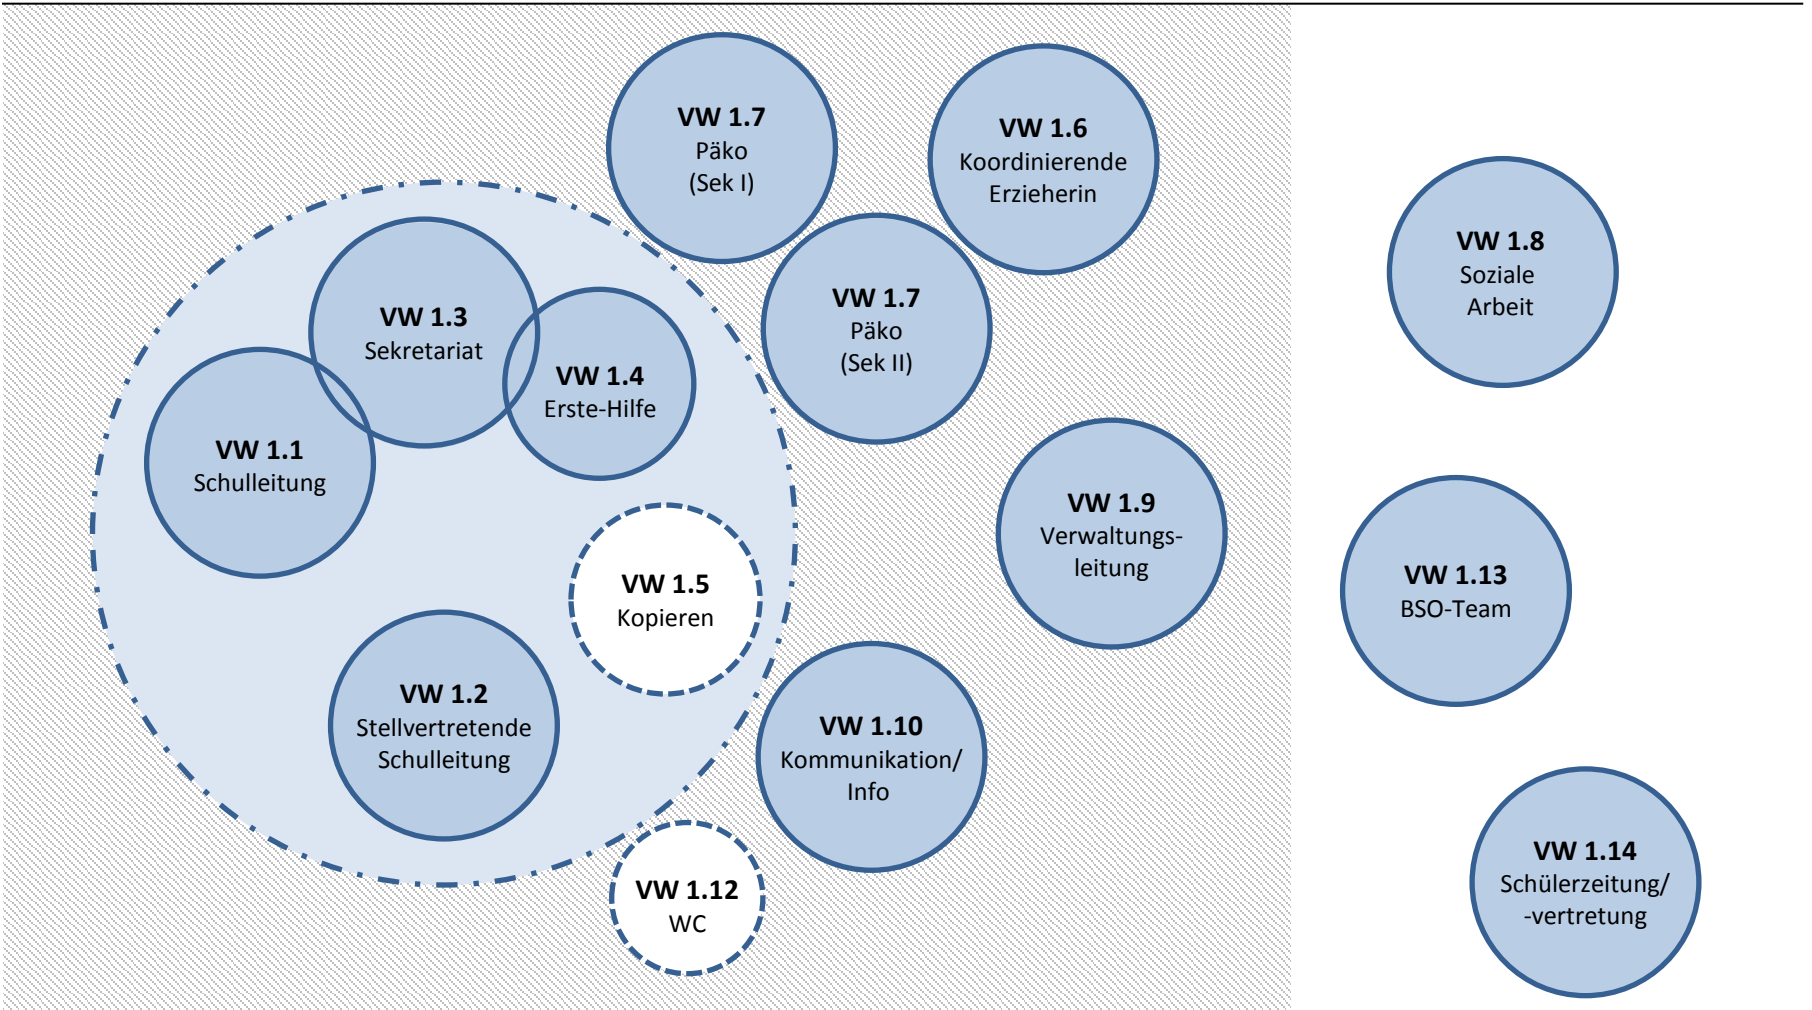 VW 1.7
Päko
(Sek I)
VW 1.6
Koordinierende
Erzieherin
VW 1.8
Soziale
Arbeit
VW 1.3
Sekretariat
VW 1.7
Päko
(Sek II)
VW 1.4
Erste-Hilfe
VW 1.1
Schulleitung
VW 1.9
Verwaltungs-
leitung
VW 1.5
Kopieren
VW 1.13
BSO-Team
VW 1.2
Stellvertretende
Schulleitung
VW 1.10
Kommunikation/
Info
VW 1.12
WC
VW 1.14
Schülerzeitung/
-vertretung